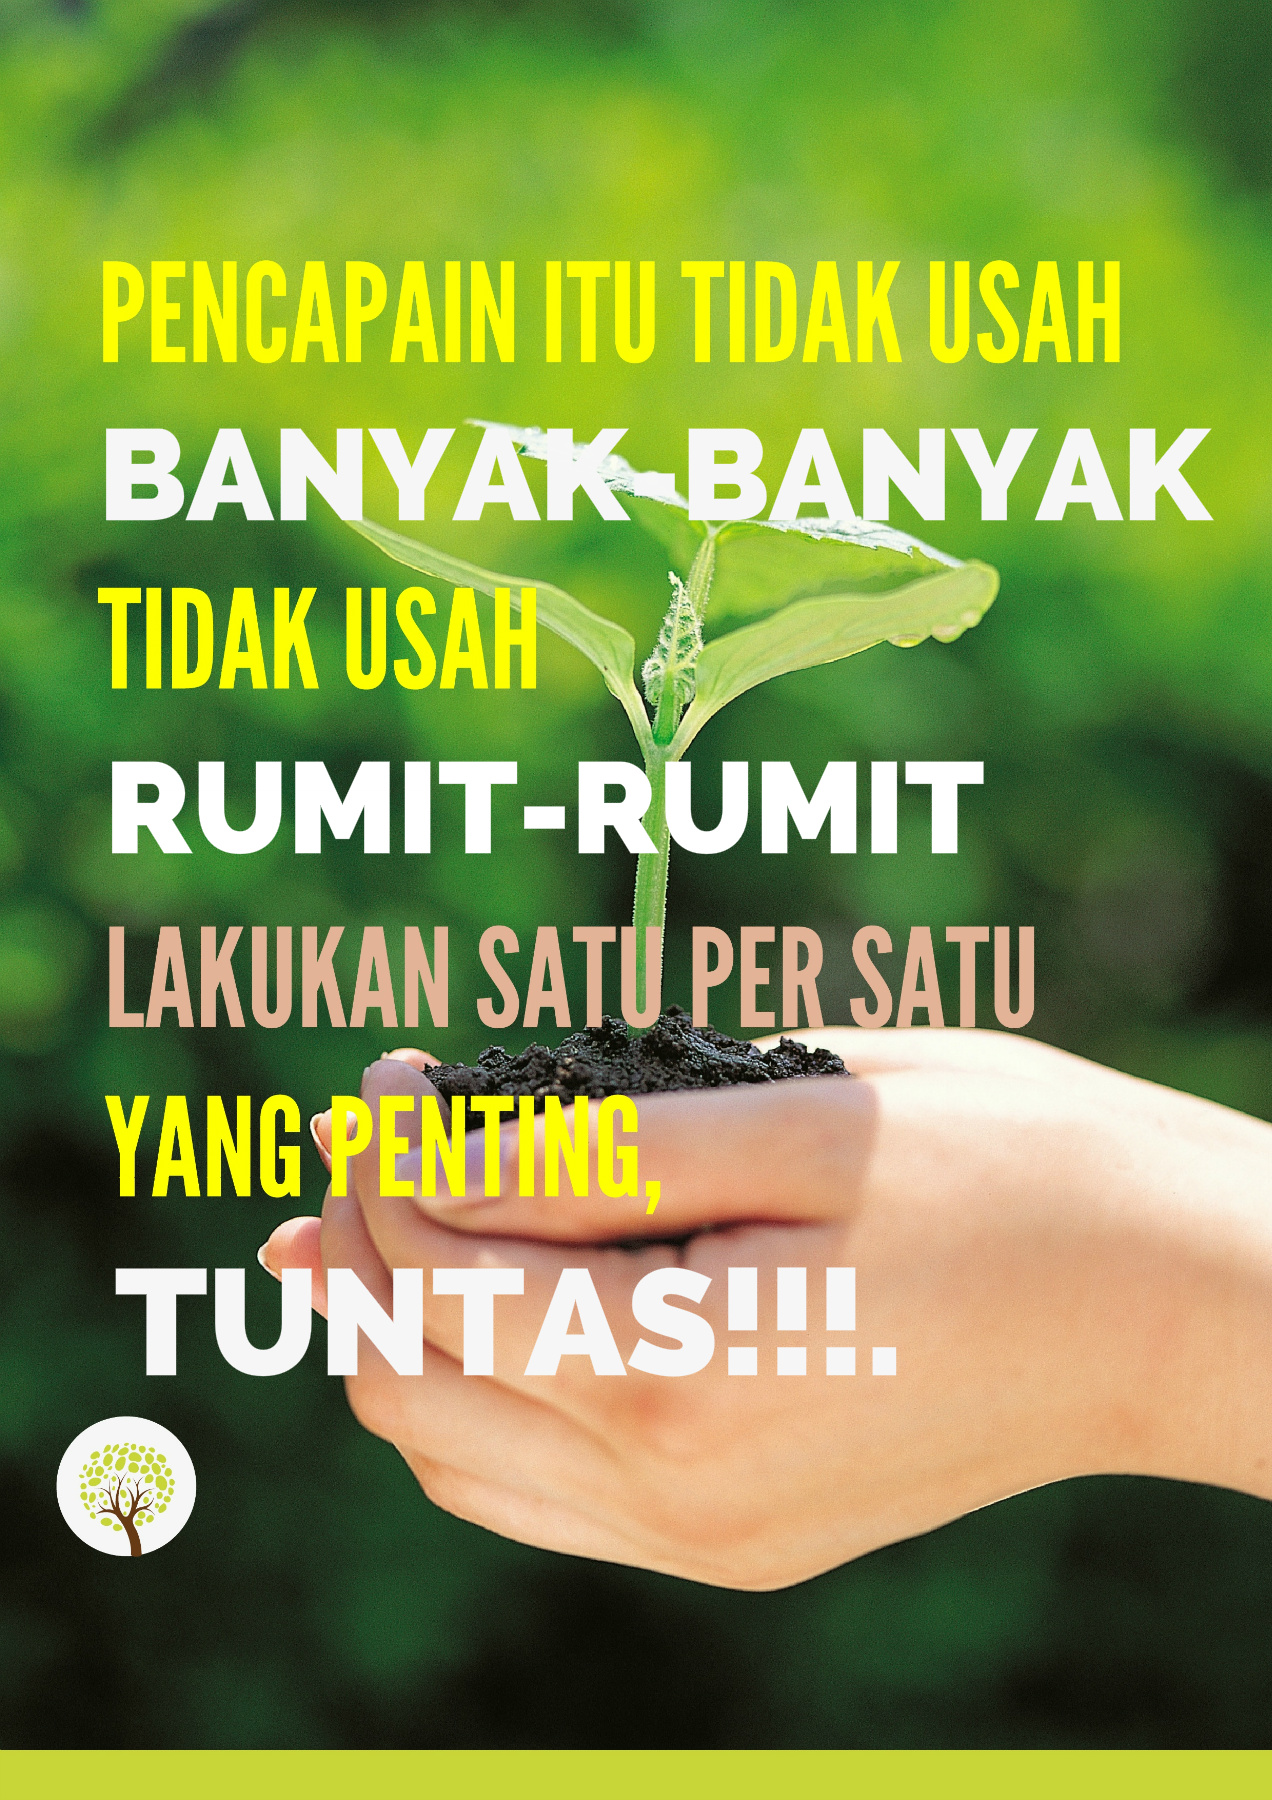 PENCAPAIN ITU TIDAK USAH
BANYAK-BANYAK
TIDAK USAH
RUMIT-RUMIT
LAKUKAN SATU PER SATU
YANG PENTING,
TUNTAS!!!.